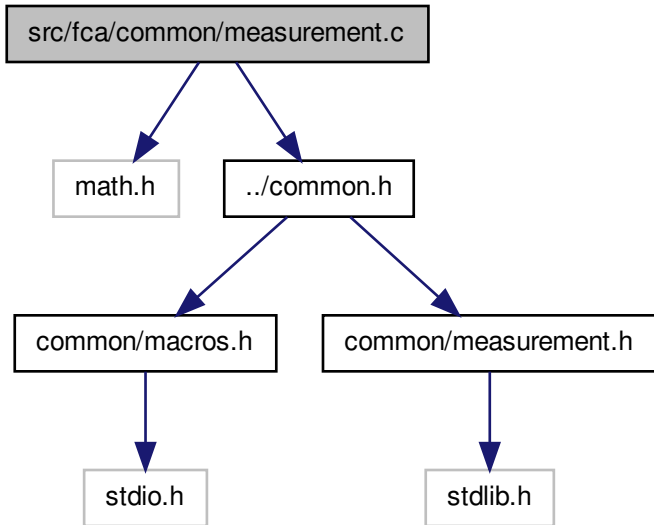 src/fca/common/measurement.c
math.h
../common.h
common/macros.h
common/measurement.h
stdio.h
stdlib.h